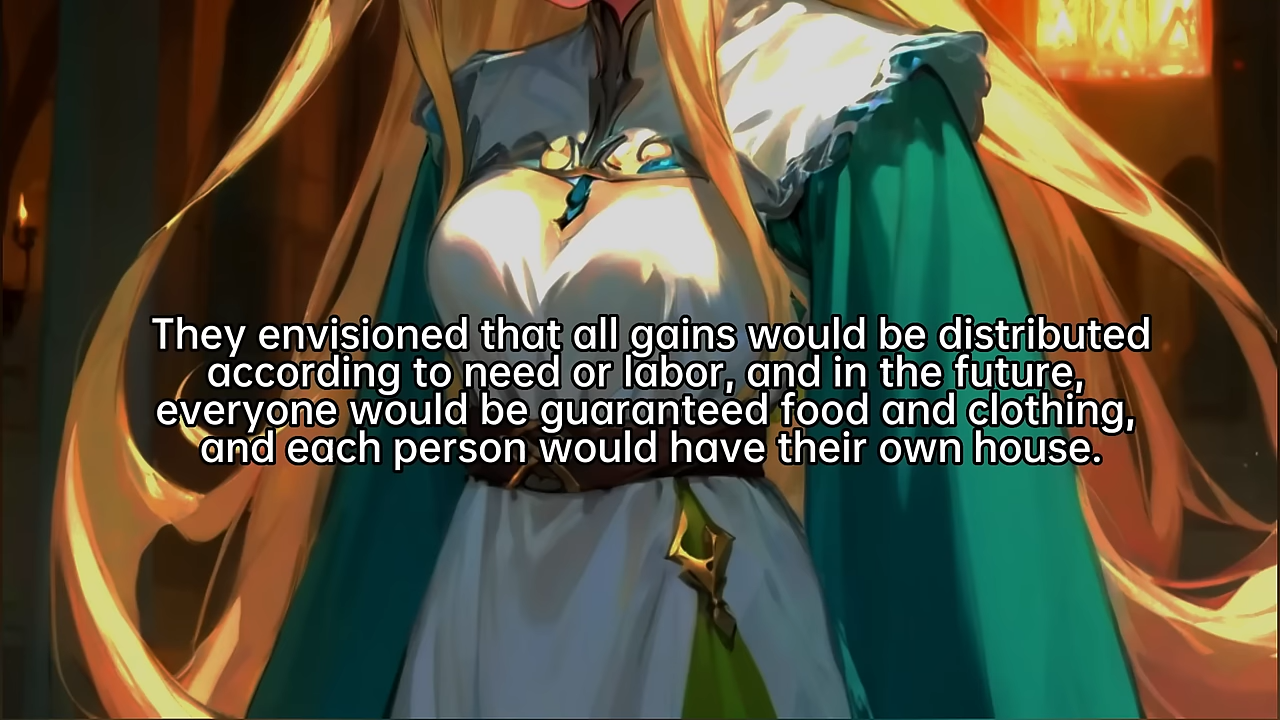 They envisioned that all gains would be distributed
according to need or labor, and in the future,
everyone would be guaranteed food and clothing,
and each person would have their own house.